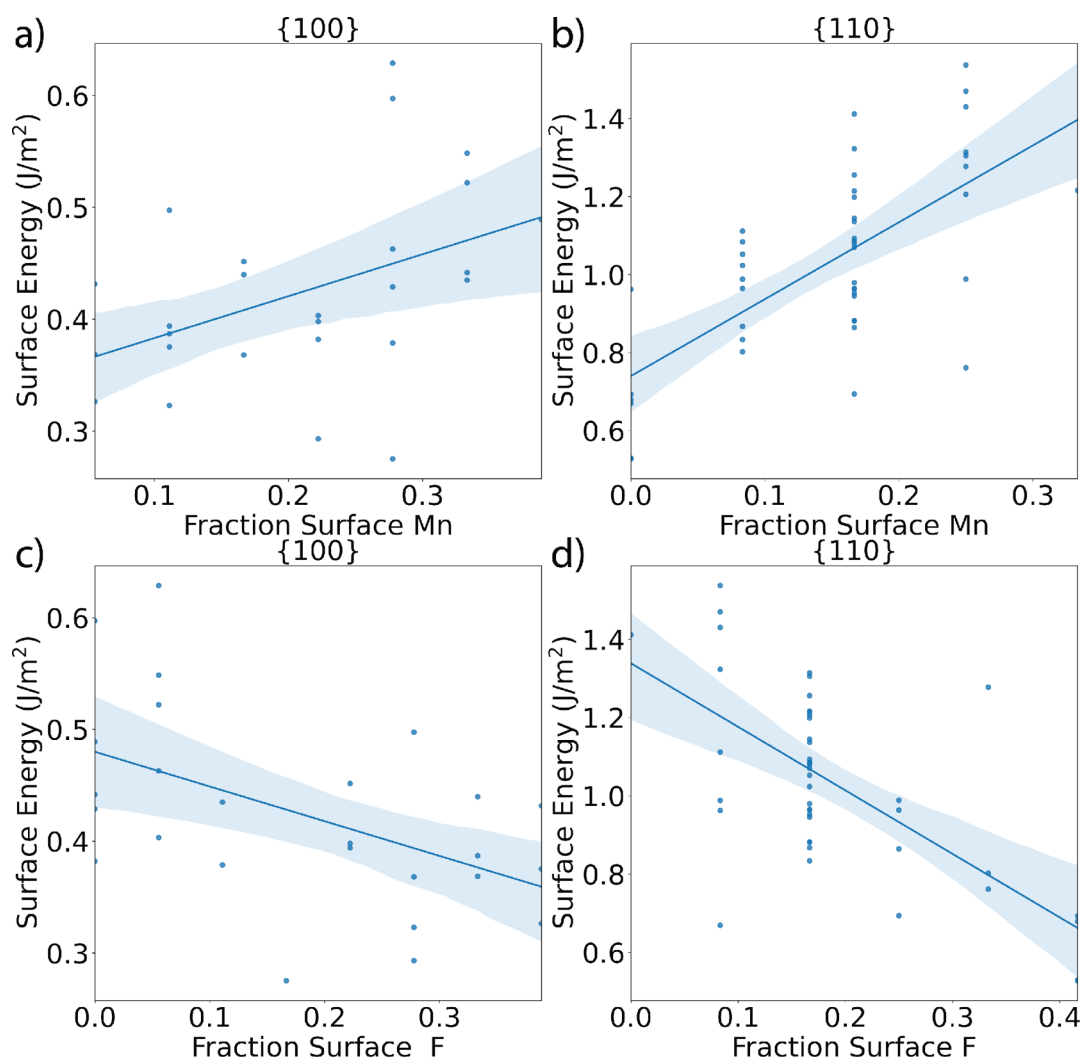 a) {100}
b) {110}
Surface Energy (J/m²)
0.6
0.5
0.4
0.3
0.1 0.2 0.3
Fraction Surface Mn
Surface Energy (J/m²)
1.4
1.2
1.0
0.8
0.6
0.0 0.1 0.2 0.3
Fraction Surface Mn
c) {100}
d) {110}
Surface Energy (J/m²)
0.6
0.5
0.4
0.3
0.0 0.1 0.2 0.3
Fraction Surface F
Surface Energy (J/m²)
1.4
1.2
1.0
0.8
0.6
0.0 0.1 0.2 0.3 0.4
Fraction Surface F